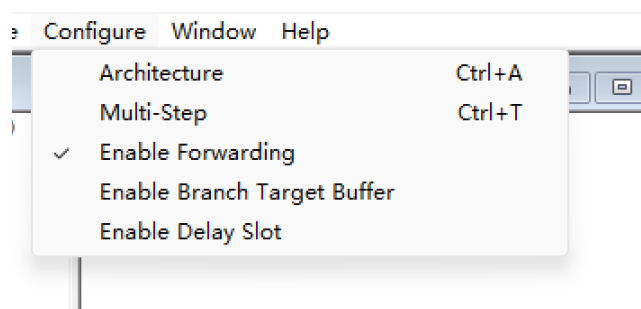 e Configure Window Help
Architecture Ctrl+A
Multi-Step Ctrl+T
Enable Forwarding
Enable Branch Target Buffer
Enable Delay Slot